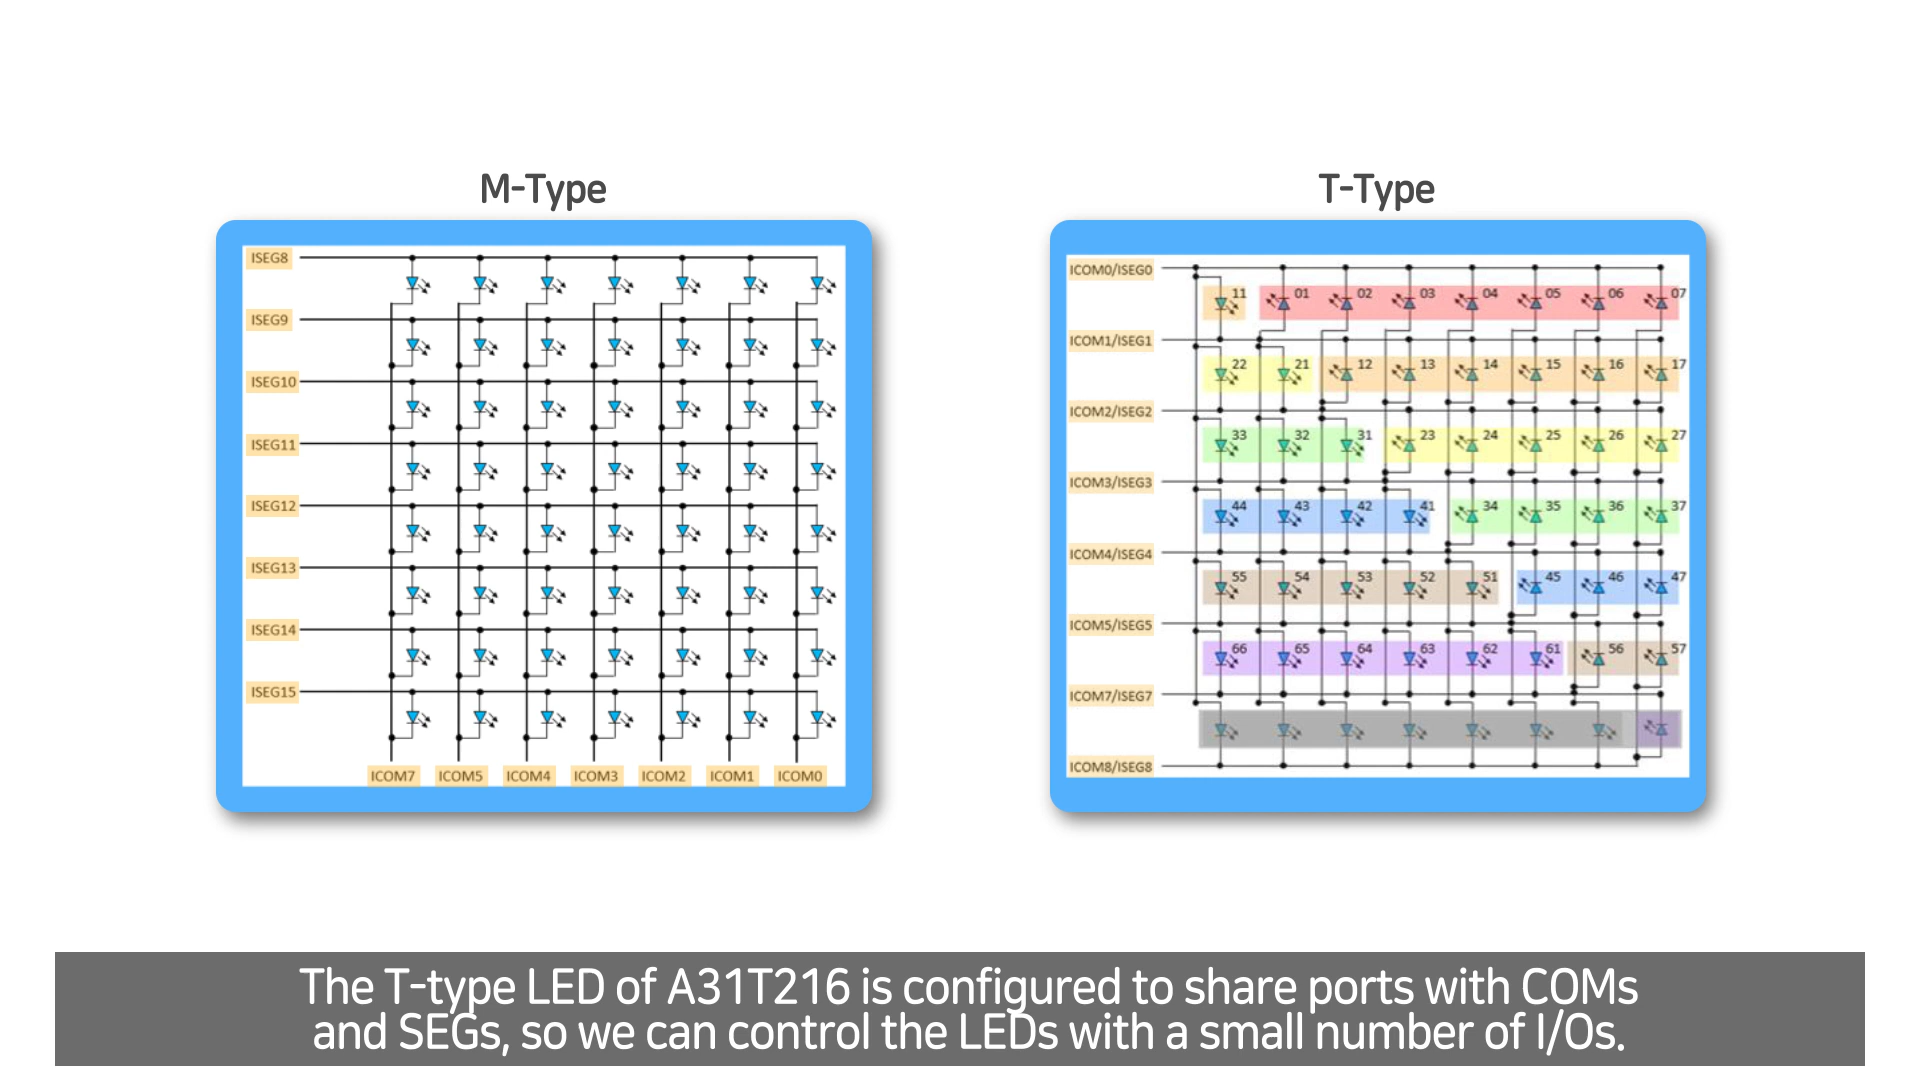 M-Type
T-Type
ISEG8
ISEG9
ISEG10
ISEG11
ISEG12
ISEG13
ISEG14
ISEG15
ICOM7 ICOM5 ICOM4 ICOM3 ICOM2 ICOM1 ICOM0
ICOM0/ISEG0
11 01 02 03 04 05 06 07
ICOM1/ISEG1
22 21 12 13 14 15 16 17
ICOM2/ISEG2
33 32 31 23 24 25 26 27
ICOM3/ISEG3
44 43 42 41 34 35 36 37
ICOM4/ISEG4
55 54 53 52 51 45 46 47
ICOM5/ISEG5
66 65 64 63 62 61 56 57
ICOM7/ISEG7
ICOM8/ISEG8
The T-type LED of A31T216 is configured to share ports with COMs
and SEGs, so we can control the LEDs with a small number of I/Os.